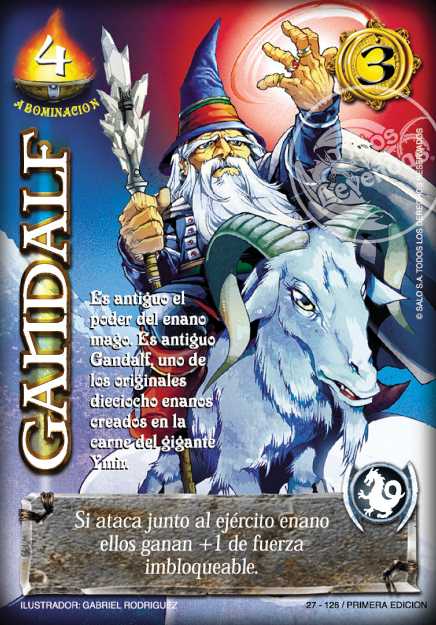 4
3
ABOMINACION
GANDALF
Es antiguo el
poder del enano
mago. Es antiguo
Gandalf, uno de
los originales
dieciocho enanos
creados en la
carne del gigante
Ymir.
Mitos
Leyendas
© SALO S.A. TODOS LOS DERECHOS RESERVADOS
Si ataca junto al ejército enano
ellos ganan +1 de fuerza
imbloqueable.
ILUSTRADOR: GABRIEL RODRIGUEZ
27 - 126 / PRIMERA EDICION